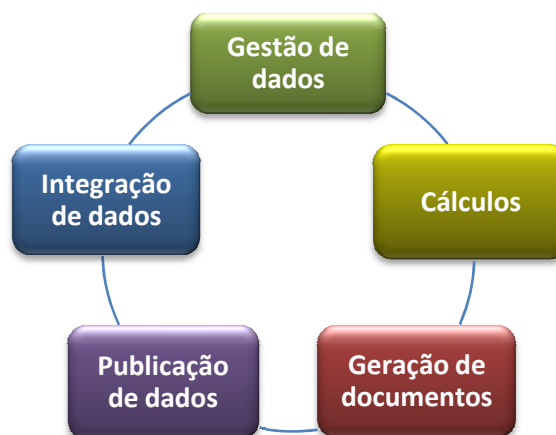 Gestão de
dados
Cálculos
Geração de
documentos
Publicação
de dados
Integração
de dados